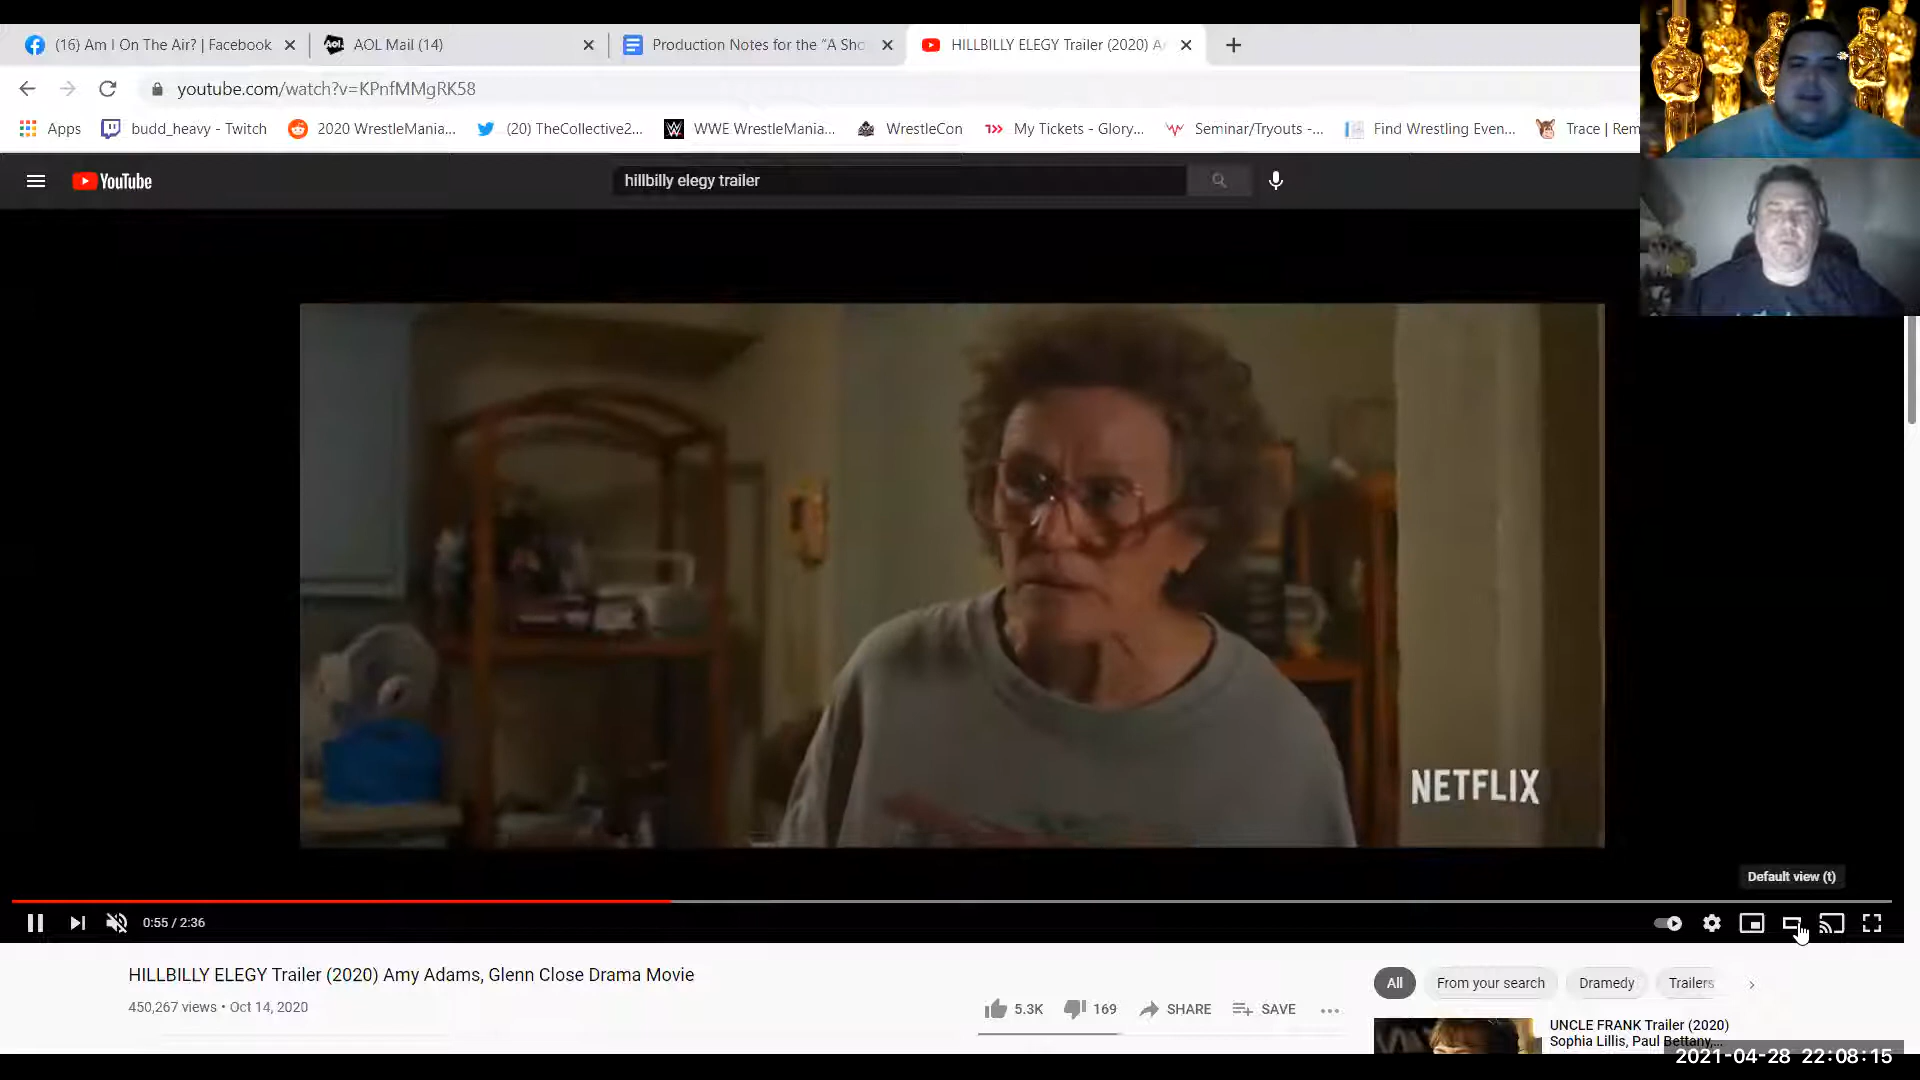 (16) Am I On The Air? | Facebook
AOL Mail (14)
Production Notes for the "A Sho
HILLBILLY ELEGY Trailer (2020) A
youtube.com/watch?v=KPnfMMgRK58
Apps
budd_heavy - Twitch
2020 WrestleMania...
(20) TheCollective2...
WWE WrestleMania...
WrestleCon
My Tickets - Glory...
Seminar/Tryouts -...
Find Wrestling Even...
Trace | Rem
YouTube
hillbilly elegy trailer
NETFLIX
Default view (t)
0:55 / 2:36
HILLBILLY ELEGY Trailer (2020) Amy Adams, Glenn Close Drama Movie
450,267 views • Oct 14, 2020
5.3K
169
SHARE
SAVE
All
From your search
Dramedy
Trailers
UNCLE FRANK Trailer (2020)
Sophia Lillis, Paul Bettany,...
2021-04-28 22:08:15